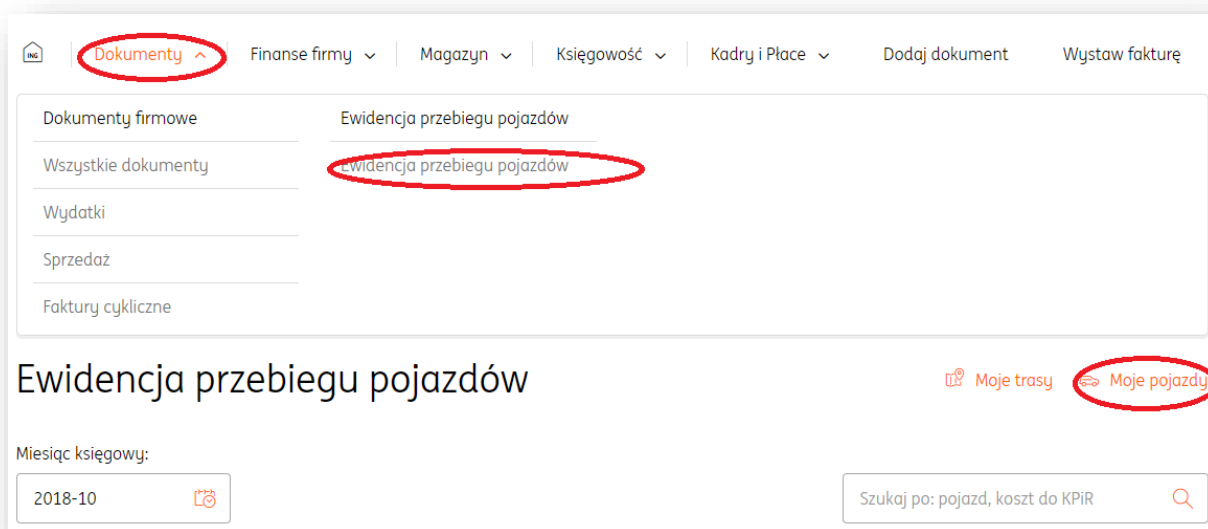 ING Dokumenty Finanse firmy Magazyn Księgowość Kadry i Płace Dodaj dokument Wystaw fakturę
Dokumenty firmowe Ewidencja przebiegu pojazdów
Wszystkie dokumenty Ewidencja przebiegu pojazdów
Wydatki
Sprzedaż
Faktury cykliczne
Ewidencja przebiegu pojazdów Moje trasy Moje pojazdy
Miesiąc księgowy:
2018-10 Szukaj po: pojazd, koszt do KPiR